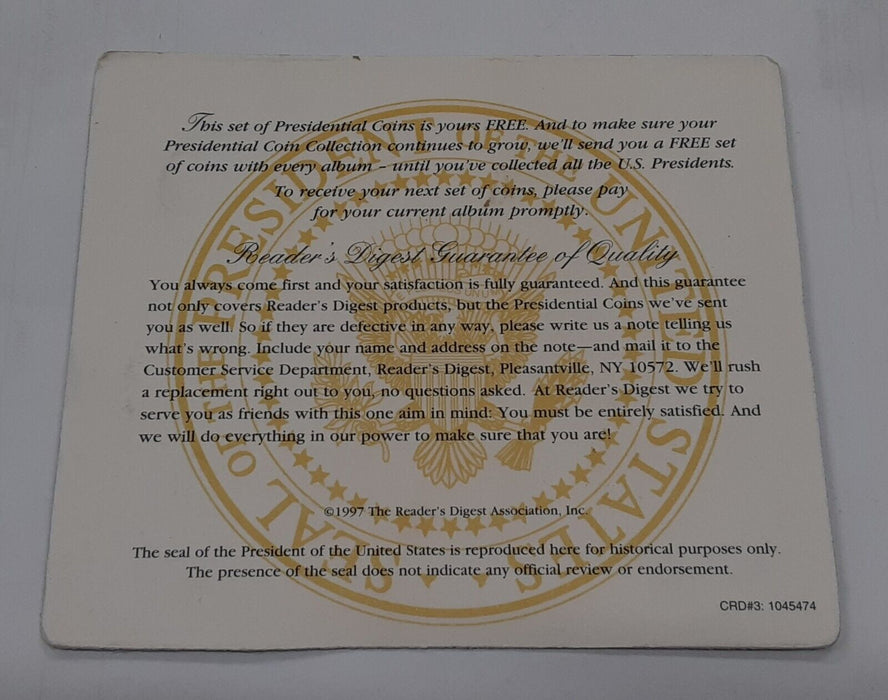 This set of Presidential Coins is yours FREE. And to make sure your
Presidential Coin Collection continues to grow, we'll send you a FREE set
of coins with every album – until you've collected all the U.S. Presidents.
To receive your next set of coins, please pay
for your current album promptly.
Reader's Digest Guarantee of Quality
You always come first and your satisfaction is fully guaranteed. And this guarantee
not only covers Reader's Digest products, but the Presidential Coins we've sent
you as well. So if they are defective in any way, please write us a note telling us
what's wrong. Include your name and address on the note—and mail it to the
Customer Service Department, Reader's Digest, Pleasantville, NY 10572. We'll rush
a replacement right out to you, no questions asked. At Reader's Digest we try to
serve you as friends with this one aim in mind: You must be entirely satisfied. And
we will do everything in our power to make sure that you are!
©1997 The Reader's Digest Association, Inc.
The seal of the President of the United States is reproduced here for historical purposes only.
The presence of the seal does not indicate any official review or endorsement.
CRD#3: 1045474
SEAL OF THE PRESIDENT OF THE UNITED STATES